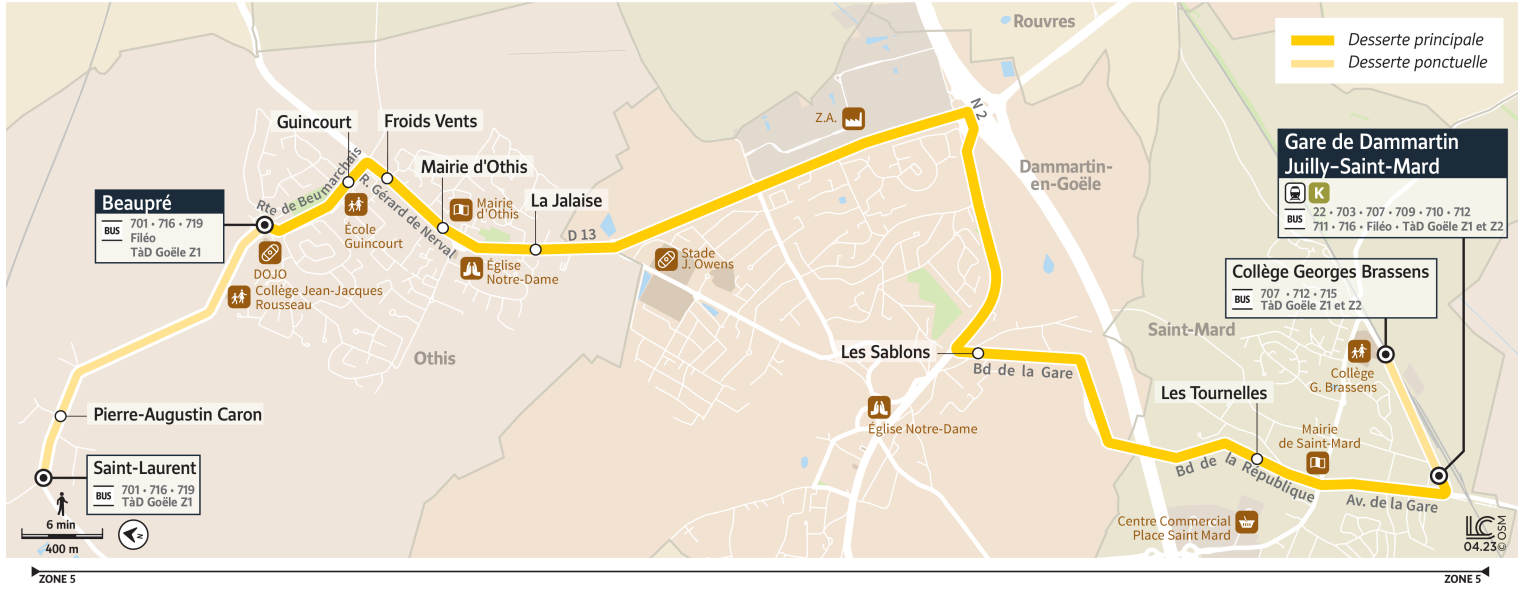 Rouvres
Desserte principale
Desserte ponctuelle
N 2
Z.A.
Guincourt
Froids Vents
Mairie d'Othis
La Jalaise
Rte de Beumarchais
R. Gérard de Nerval
D 13
Beaupré
BUS
701 • 716 • 719
Filéo
TàD Goële Z1
École
Guincourt
Mairie
d'Othis
Église
Notre-Dame
DOJO
Collège Jean-Jacques
Rousseau
Stade
J. Owens
Dammartin-
en-Goële
Gare de Dammartin
Juilly–Saint-Mard
K
BUS
22 • 703 • 707 • 709 • 710 • 712
711 • 716 • Filéo • TàD Goële Z1 et Z2
Collège Georges Brassens
BUS
707 • 712 • 715
TàD Goële Z1 et Z2
Othis
Saint-Mard
Les Sablons
Bd de la Gare
Collège
G. Brassens
Les Tournelles
Pierre-Augustin Caron
Église Notre-Dame
Mairie
de Saint-Mard
Saint-Laurent
BUS
701 • 716 • 719
TàD Goële Z1
Bd de la République
Av. de la Gare
6 min
400 m
N
Centre Commercial
Place Saint Mard
LC
04.23
© OSM
ZONE 5
ZONE 5